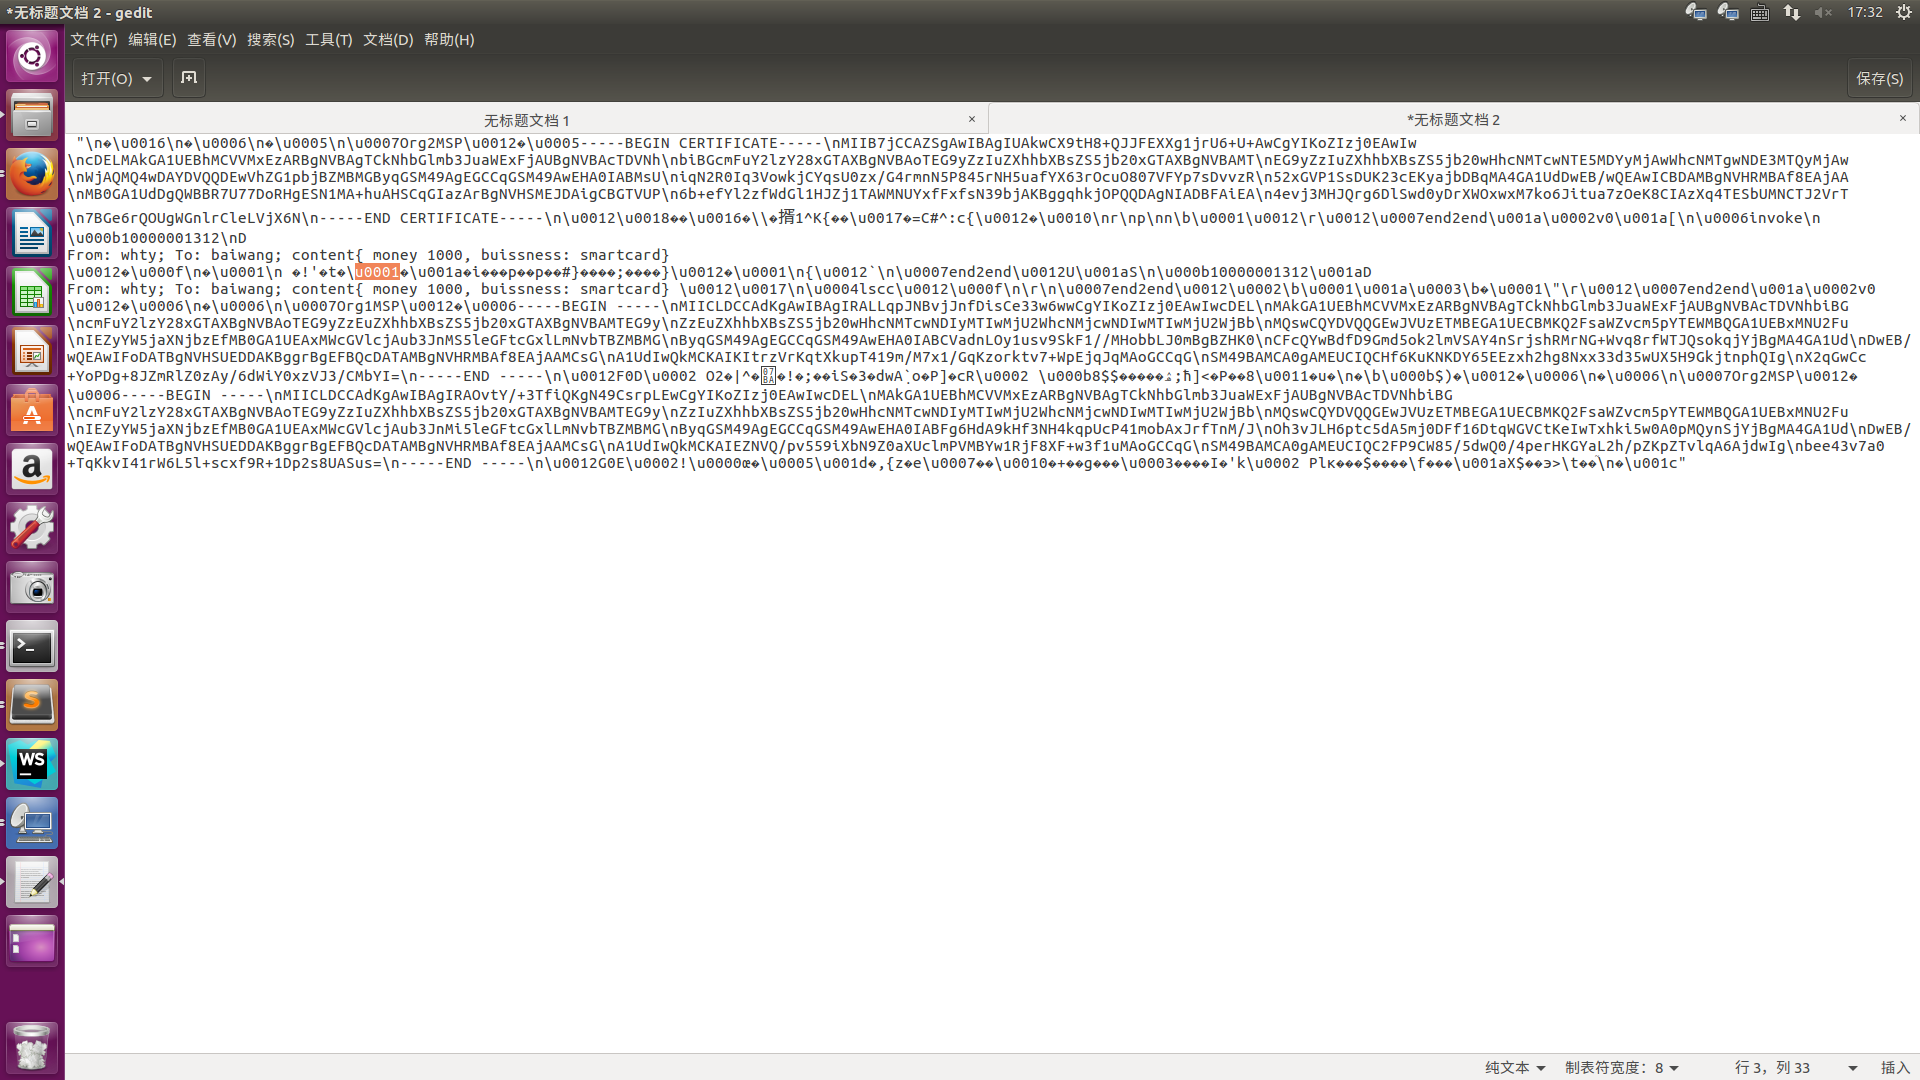 *无标题文档 2 - gedit
17:32
文件(F) 编辑(E) 查看(V) 搜索(S) 工具(T) 文档(D) 帮助(H)
打开(O)
保存(S)
无标题文档 1 ×
*无标题文档 2 ×
"\n�\u0016\n�\u0006\n�\u0005\n\u0007Org2MSP\u0012�\u0005-----BEGIN CERTIFICATE-----\nMIIB7jCCAZSgAwIBAgIUAkwCX9tH8+QJJFEXXg1jrU6+U+AwCgYIKoZIzj0EAwIw
\ncDELMAkGA1UEBhMCVVMxEzARBgNVBAgTCkNhbGlmb3JuaWExFjAUBgNVBAcTDVNh\nbiBGcmFuY2lzY28xGTAXBgNVBAoTEG9yZzIuZXhhbXBsZS5jb20xGTAXBgNVBAMT\nEG9yZzIuZXhhbXBsZS5jb20wHhcNMTcwNTE5MDYyMjAwWhcNMTgwNDE3MTQyMjAw
\nWjAQMQ4wDAYDVQQDEwVhZG1pbjBZMBMGByqGSM49AgEGCCqGSM49AwEHA0IABMsU\niqN2R0Iq3VowkjCYqsU0zx/G4rmnN5P845rNH5uafYX63rOcuO807VFYp7sDvvzR\n52xGVP1SsDUK23cEKyajbDBqMA4GA1UdDwEB/wQEAwICBDAMBgNVHRMBAf8EAjAA
\nMB0GA1UdDgQWBBR7U77DoRHgESN1MA+huAHSCqGIazArBgNVHSMEJDAigCBGTVUP\n6b+efYl2zfWdGl1HJZj1TAWMNUYxfFxfsN39bjAKBggqhkjOPQQDAgNIADBFAiEA\n4evj3MHJQrg6DlSwd0yDrXWOxwxM7ko6Jitua7zOeK8CIAzXq4TESbUMNCTJ2VrT
\n7BGe6rQOUgWGnlrCleLVjX6N\n-----END CERTIFICATE-----\n\u0012\u0018��\u0016�\\�揟1^K{��\u0017�=C#^:c{\u0012�\u0010\nr\np\nn\b\u0001\u0012\r\u0012\u0007end2end\u001a\u0002v0\u001a[\n\u0006invoke\n
\u000b10000001312\nD
From: whty; To: baiwang; content{ money 1000, buissness: smartcard}
\u0012�\u000f\n�\u0001\n �!'�t�\u0001�\u001a�i���p��p��#}����;����}\u0012�\u0001\n{\u0012`\n\u0007end2end\u0012U\u001aS\n\u000b10000001312\u001aD
From: whty; To: baiwang; content{ money 1000, buissness: smartcard} \u0012\u0017\n\u0004lscc\u0012\u000f\n\r\n\u0007end2end\u0012\u0002\b\u0001\u001a\u0003\b�\u0001\"\r\u0012\u0007end2end\u001a\u0002v0
\u0012�\u0006\n�\u0006\n\u0007Org1MSP\u0012�\u0006-----BEGIN -----\nMIICLDCCAdKgAwIBAgIRALLqpJNBvjJnfDisCe33w6wwCgYIKoZIzj0EAwIwcDEL\nMAkGA1UEBhMCVVMxEzARBgNVBAgTCkNhbGlmb3JuaWExFjAUBgNVBAcTDVNhbiBG
\ncmFuY2lzY28xGTAXBgNVBAoTEG9yZzEuZXhhbXBsZS5jb20xGTAXBgNVBAMTEG9y\nZzEuZXhhbXBsZS5jb20wHhcNMTcwNDIyMTIwMjU2WhcNMjcwNDIwMTIwMjU2WjBb\nMQswCQYDVQQGEwJVUzETMBEGA1UECBMKQ2FsaWZvcm5pYTEWMBQGA1UEBxMNU2Fu
\nIEZyYW5jaXNjbzEfMB0GA1UEAxMWcGVlcjAub3JnMS5leGFtcGxlLmNvbTBZMBMG\nByqGSM49AgEGCCqGSM49AwEHA0IABCVadnLOy1usv9SkF1//MHobbLJ0mBgBZHK0\nCFcQYwBdfD9Gmd5ok2lmVSAY4nSrjshRMrNG+Wvq8rfWTJQsokqjYjBgMA4GA1Ud\nDwEB/
wQEAwIFoDATBgNVHSUEDDAKBggrBgEFBQcDATAMBgNVHRMBAf8EAjAAMCsG\nA1UdIwQkMCKAIKItrzVrKqtXkupT419m/M7x1/GqKzorktv7+WpEjqJqMAoGCCqG\nSM49BAMCA0gAMEUCIQCHf6KuKNKDY65EEzxh2hg8Nxx33d35wUX5H9GkjtnphQIg\nX2qGwCc
+YoPDg+8JZmRlZ0zAy/6dWiY0xzVJ3/CMbYI=\n-----END -----\n\u0012F0D\u0002 O2�|^��!�;��iS�3�dwA�o�P]�cR\u0002 \u000b8$$�����;ħ]<�P��8\u0011�u�\n�\b\u000b$)�\u0012�\u0006\n�\u0006\n\u0007Org2MSP\u0012�
\u0006-----BEGIN -----\nMIICLDCCAdKgAwIBAgIRAOvtY/+3TfiQKgN49CsrpLEwCgYIKoZIzj0EAwIwcDEL\nMAkGA1UEBhMCVVMxEzARBgNVBAgTCkNhbGlmb3JuaWExFjAUBgNVBAcTDVNhbiBG
\ncmFuY2lzY28xGTAXBgNVBAoTEG9yZzIuZXhhbXBsZS5jb20xGTAXBgNVBAMTEG9y\nZzIuZXhhbXBsZS5jb20wHhcNMTcwNDIyMTIwMjU2WhcNMjcwNDIwMTIwMjU2WjBb\nMQswCQYDVQQGEwJVUzETMBEGA1UECBMKQ2FsaWZvcm5pYTEWMBQGA1UEBxMNU2Fu
\nIEZyYW5jaXNjbzEfMB0GA1UEAxMWcGVlcjAub3JnMi5leGFtcGxlLmNvbTBZMBMG\nByqGSM49AgEGCCqGSM49AwEHA0IABFg6HdA9kHf3NH4kqpUcP41mobAxJrfTnM/J\nOh3vJLH6ptc5dA5mj0DFf16DtqWGVCtKeIwTxhki5w0A0pMQynSjYjBgMA4GA1Ud\nDwEB/
wQEAwIFoDATBgNVHSUEDDAKBggrBgEFBQcDATAMBgNVHRMBAf8EAjAAMCsG\nA1UdIwQkMCKAIEZNVQ/pv559iXbN9Z0aXUclmPVMBYw1RjF8XF+w3f1uMAoGCCqG\nSM49BAMCA0gAMEUCIQC2FP9CW85/5dwQ0/4perHKGYaL2h/pZKpZTvlqA6AjdwIg\nbee43v7a0
+TqKkvI41rW6L5l+scxf9R+1Dp2s8UASus=\n-----END -----\n\u0012G0E\u0002!\u0000œ�\u0005\u001d�,{z�e\u0007��\u0010�+��g���\u0003����I�'k\u0002 Plĸ���$����\f���\u001aX$��϶>\t��\n�\u001c"
纯文本 制表符宽度: 8 行 3，列 33 插入